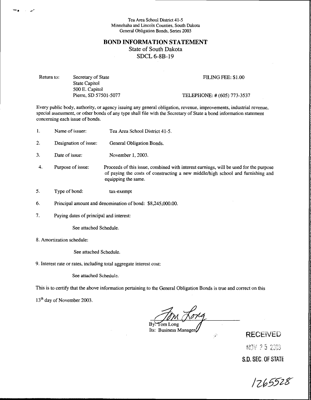 Tea Area School District 41-5
Minnehaha and Lincoln Counties, South Dakota
General Obligation Bonds, Series 2003
BOND INFORMATION STATEMENT
State of South Dakota
SDCL 6-8B-19
Return to: Secretary of State FILING FEE: $1.00
State Capitol
500 E. Capitol
Pierre, SD 57501-5077 TELEPHONE: # (605) 773-3537
Every public body, authority, or agency issuing any general obligation, revenue, improvements, industrial revenue,
special assessment, or other bonds of any type shall file with the Secretary of State a bond information statement
concerning each issue of bonds.
1. Name of issuer: Tea Area School District 41-5.
2. Designation of issue: General Obligation Bonds.
3. Date of issue: November 1, 2003.
4. Purpose of issue: Proceeds of this issue, combined with interest earnings, will be used for the purpose
of paying the costs of constructing a new middle/high school and furnishing and
equipping the same.
5. Type of bond: tax-exempt
6. Principal amount and denomination of bond: $8,245,000.00.
7. Paying dates of principal and interest:
See attached Schedule.
8. Amortization schedule:
See attached Schedule.
9. Interest rate or rates, including total aggregate interest cost:
See attached Schedule.
This is to certify that the above information pertaining to the General Obligation Bonds is true and correct on this
13th day of November 2003.
Tom Long
By: Tom Long
Its: Business Manager
RECEIVED
NOV 25 2003
S.D. SEC. OF STATE
1265528